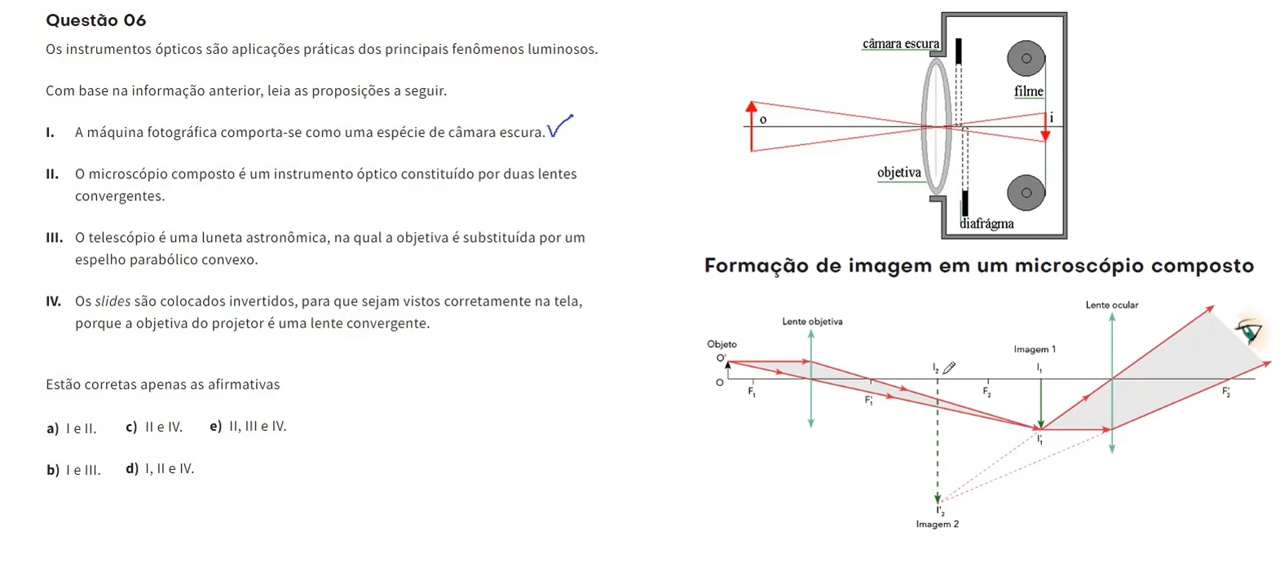 Questão 06
Os instrumentos ópticos são aplicações práticas dos principais fenômenos luminosos.
Com base na informação anterior, leia as proposições a seguir.
I. A máquina fotográfica comporta-se como uma espécie de câmara escura.
II. O microscópio composto é um instrumento óptico constituído por duas lentes
convergentes.
III. O telescópio é uma luneta astronômica, na qual a objetiva é substituída por um
espelho parabólico convexo.
IV. Os slides são colocados invertidos, para que sejam vistos corretamente na tela,
porque a objetiva do projetor é uma lente convergente.
Estão corretas apenas as afirmativas
a) I e II. c) II e IV. e) II, III e IV.
b) I e III. d) I, II e IV.
câmara escura
filme
o
i
objetiva
diafrágma
Formação de imagem em um microscópio composto
Lente ocular
Lente objetiva
Objeto
Imagem 1
O'
O
I₂
I₁
F₁
F'₁
F₂
F'₂
I'₁
I'₂
Imagem 2